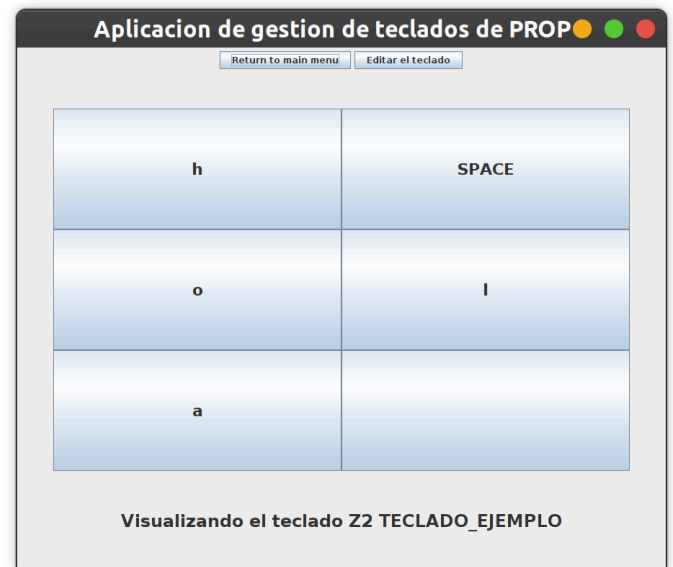 Aplicacion de gestion de teclados de PROP
Return to main menu Editar el teclado
h SPACE
o l
a
Visualizando el teclado Z2 TECLADO_EJEMPLO